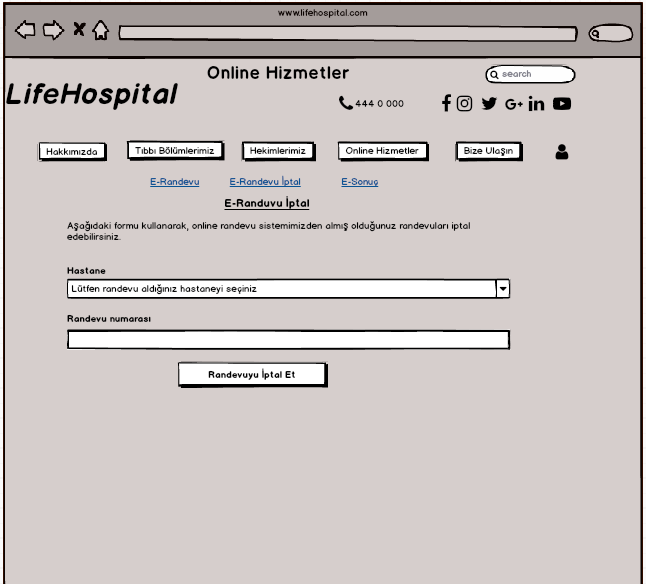 www.lifehospital.com
Online Hizmetler
search
LifeHospital
444 0 000
Hakkımızda
Tıbbı Bölümlerimiz
Hekimlerimiz
Online Hizmetler
Bize Ulaşın
E-Randevu
E-Randevu İptal
E-Sonuç
E-Randuvu İptal
Aşağıdaki formu kullanarak, online randevu sistemimizden almış olduğunuz randevuları iptal
edebilirsiniz.
Hastane
Lütfen randevu aldığınız hastaneyi seçiniz
Randevu numarası
Randevuyu İptal Et